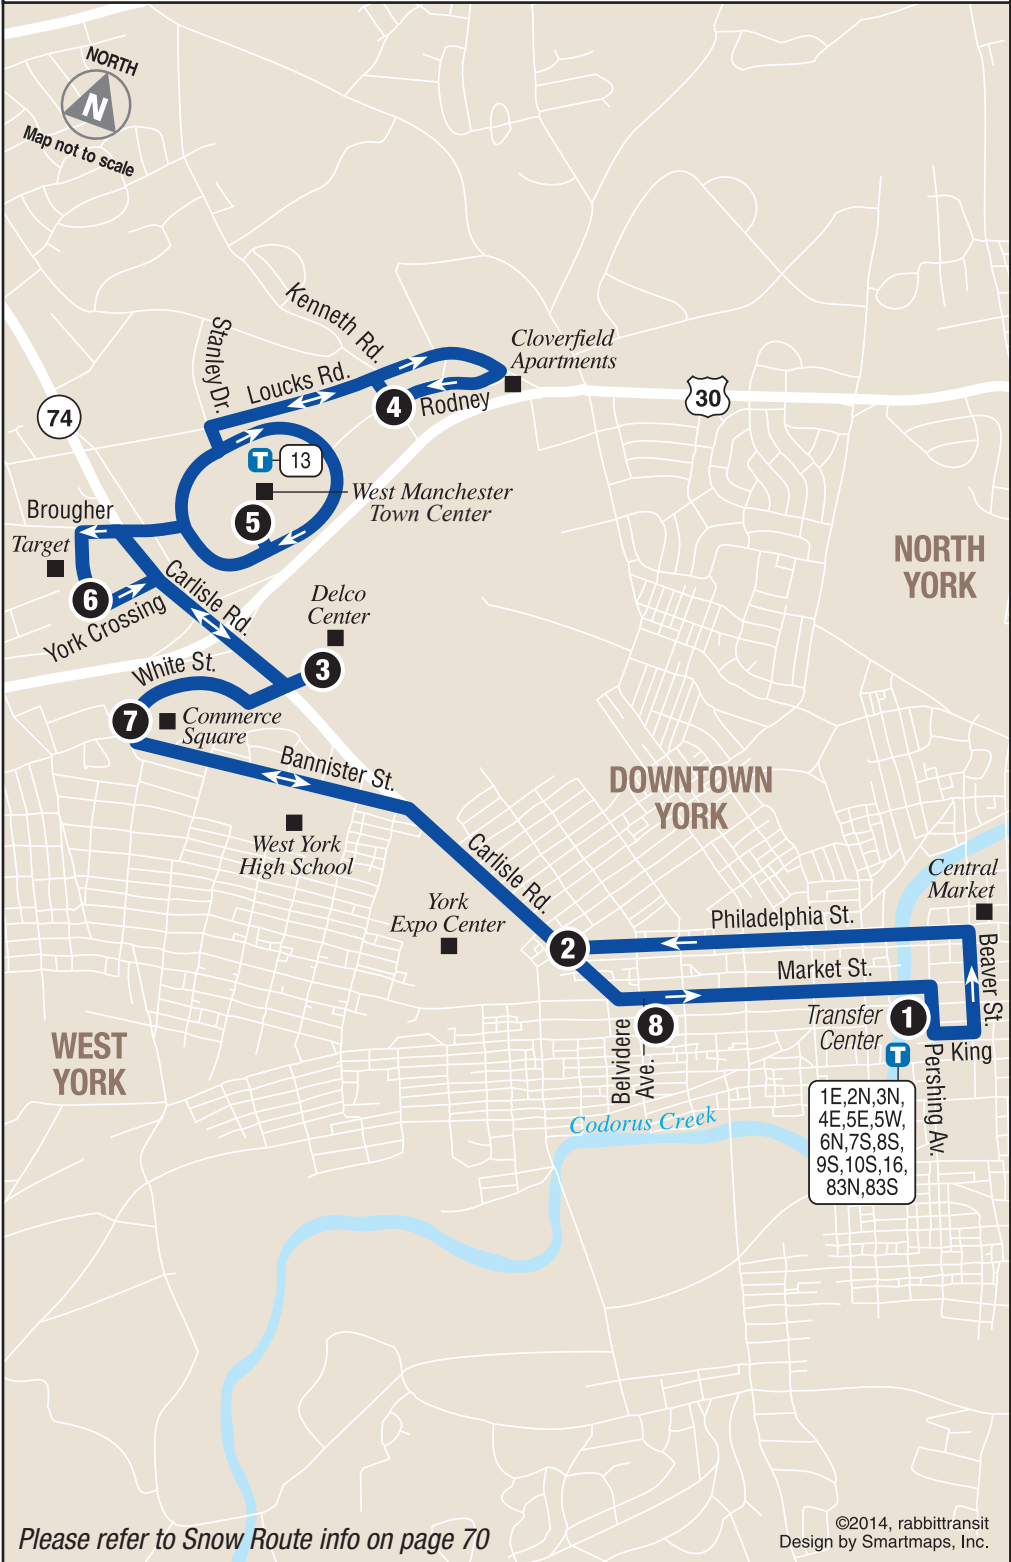 NORTH
N
Map not to scale
Kenneth Rd.
Stanley Dr.
Loucks Rd.
Cloverfield
Apartments
4
Rodney
30
74
T
13
West Manchester
Town Center
5
Brougher
Target
6
York Crossing
Carlisle Rd.
Delco
Center
3
NORTH
YORK
White St.
7
Commerce
Square
Bannister St.
DOWNTOWN
YORK
West York
High School
Carlisle Rd.
York
Expo Center
Central
Market
2
Philadelphia St.
Market St.
Beaver St.
8
Belvidere
Ave.
Transfer
Center
1
T
King
Pershing Av.
WEST
YORK
1E,2N,3N,
4E,5E,5W,
6N,7S,8S,
9S,10S,16,
83N,83S
Codorus Creek
Please refer to Snow Route info on page 70
©2014, rabbittransit
Design by Smartmaps, Inc.